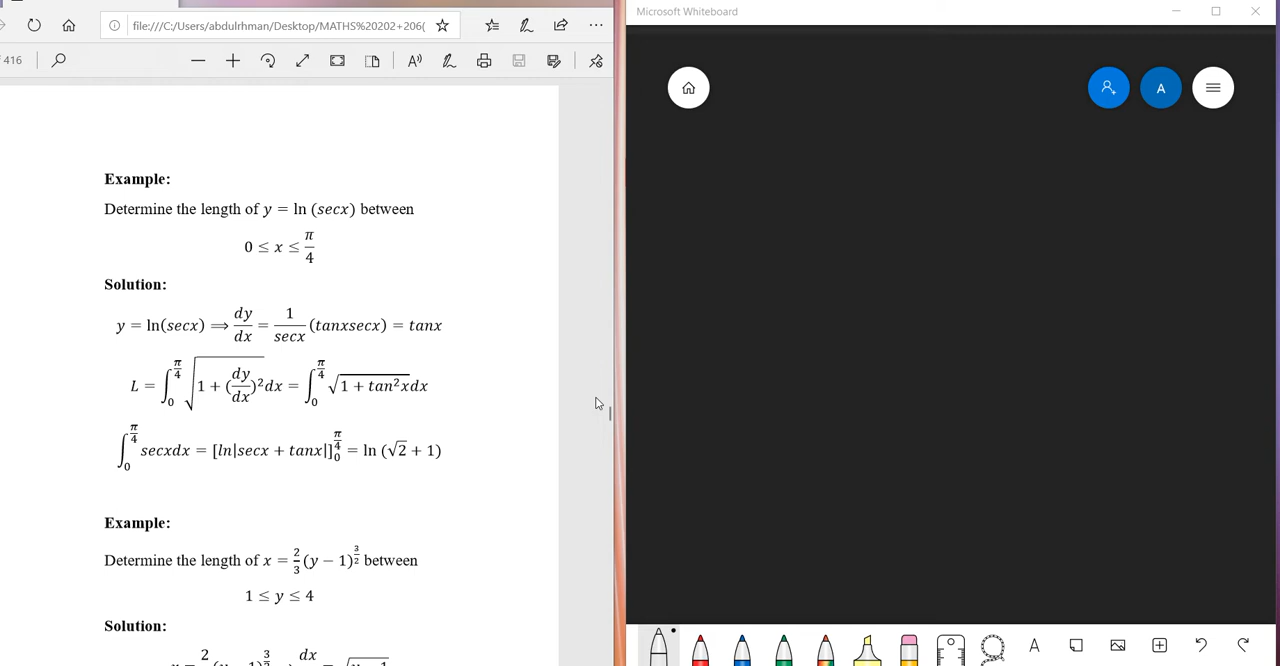 file:///C:/Users/abdulrhman/Desktop/MATHS%20202+206(
Microsoft Whiteboard
of 416
A
Example:
Determine the length of y = ln (secx) between
0 ≤ x ≤ π/4
Solution:
y = ln(secx) ⟹ dy/dx = 1/secx (tanxsecx) = tanx
L = ∫₀^(π/4) √(1 + (dy/dx)²) dx = ∫₀^(π/4) √(1 + tan²x) dx
∫₀^(π/4) secxdx = [ln|secx + tanx|]₀^(π/4) = ln (√2 + 1)
Example:
Determine the length of x = 2/3 (y − 1)^(3/2) between
1 ≤ y ≤ 4
Solution:
A